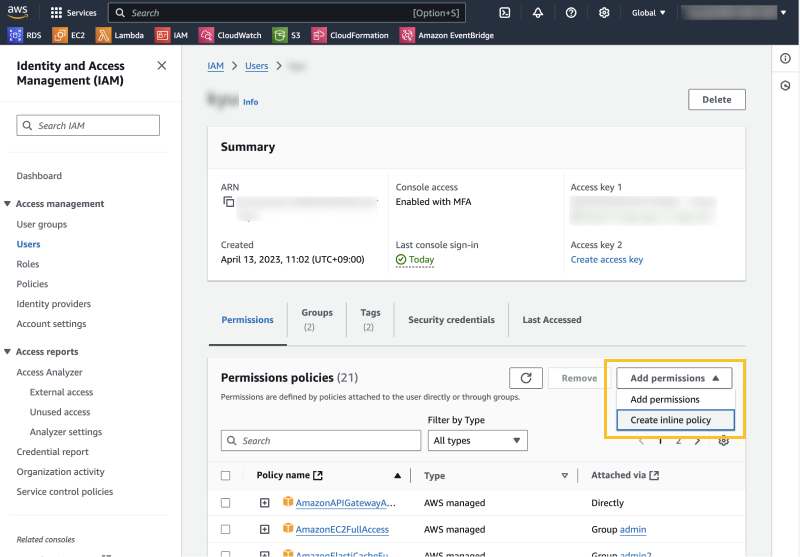 aws
Services
Search
[Option+S]
Global
RDS
EC2
Lambda
IAM
CloudWatch
S3
CloudFormation
Amazon EventBridge
Identity and Access
Management (IAM)
Search IAM
Dashboard
Access management
User groups
Users
Roles
Policies
Identity providers
Account settings
Access reports
Access Analyzer
External access
Unused access
Analyzer settings
Credential report
Organization activity
Service control policies
Related consoles
IAM > Users >
Info
Delete
Summary
ARN
Console access
Enabled with MFA
Access key 1
Created
April 13, 2023, 11:02 (UTC+09:00)
Last console sign-in
Today
Access key 2
Create access key
Permissions
Groups
(2)
Tags
(2)
Security credentials
Last Accessed
Permissions policies (21)
Permissions are defined by policies attached to the user directly or through groups.
Remove
Add permissions
Add permissions
Create inline policy
Filter by Type
Search
All types
1 2
Policy name
Type
Attached via
AmazonAPIGatewayA...
AWS managed
Directly
AmazonEC2FullAccess
AWS managed
Group admin
AmazonElastiCacheFu...
AWS managed
Group admin2